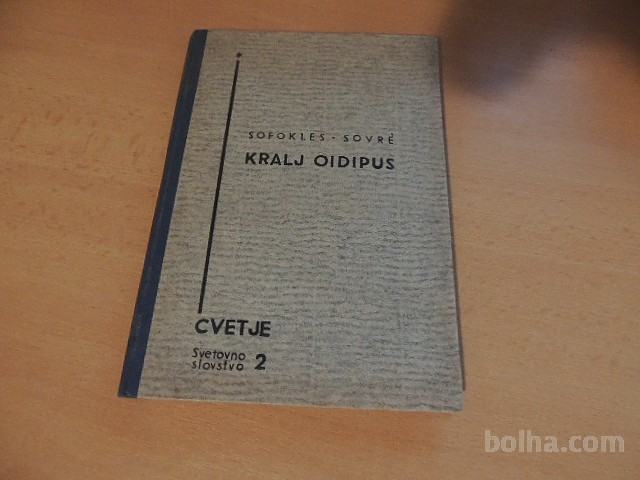 SOFOKLES - SOVRÈ
KRALJ OIDIPUS
CVETJE
Svetovno
slovstvo 2
bolha.com